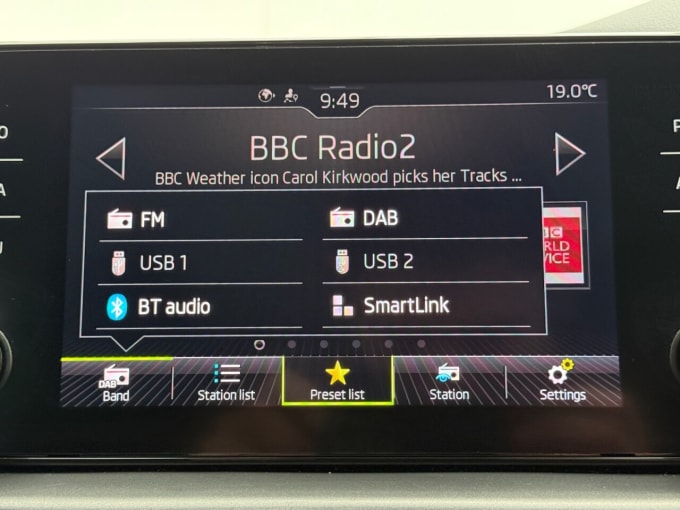 9:49
19.0°C
BBC Radio2
BBC Weather icon Carol Kirkwood picks her Tracks ...
FM
DAB
USB 1
USB 2
BT audio
SmartLink
DAB
Band
Station list
Preset list
Station
Settings